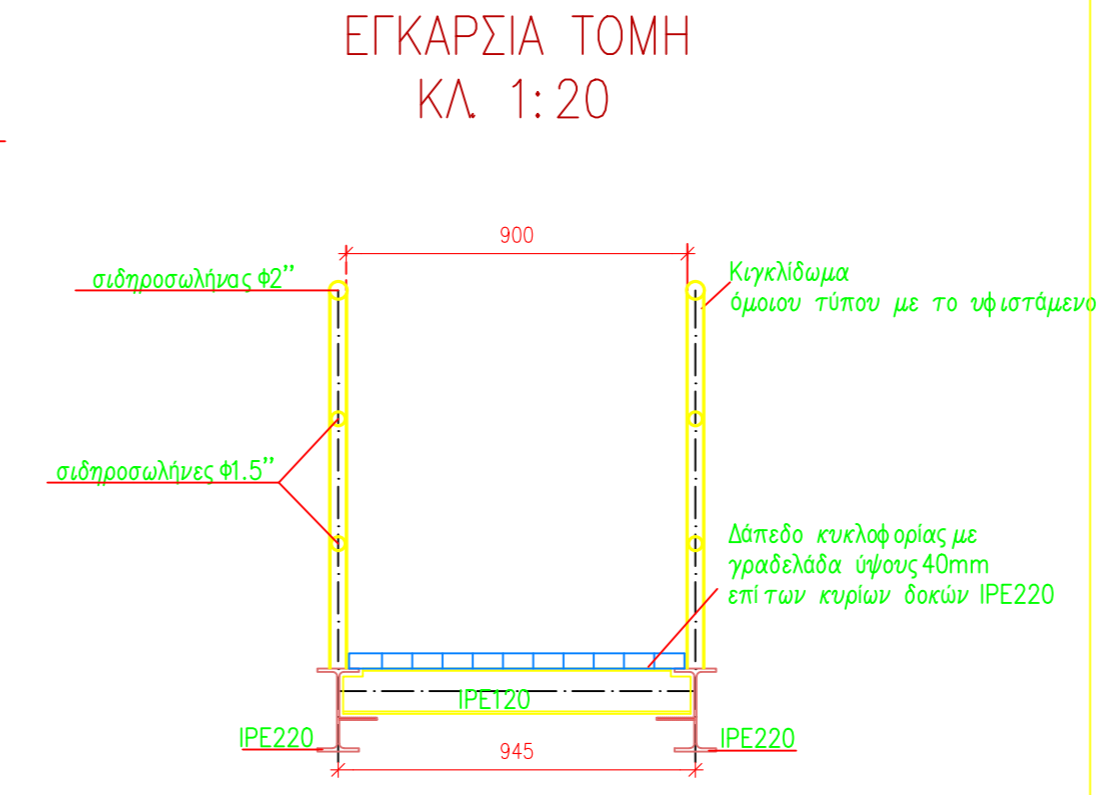 ΕΓΚΑΡΣΙΑ ΤΟΜΗ
ΚΛ. 1:20
900
σιδηροσωλήνας Φ2’’
Κιγκλίδωμα
όμοιου τύπου με το υφιστάμενο
σιδηροσωλήνες Φ1.5’’
Δάπεδο κυκλοφορίας με
γραδελάδα ύψους 40mm
επί των κυρίων δοκών IPE220
IPE120
IPE220
IPE220
945